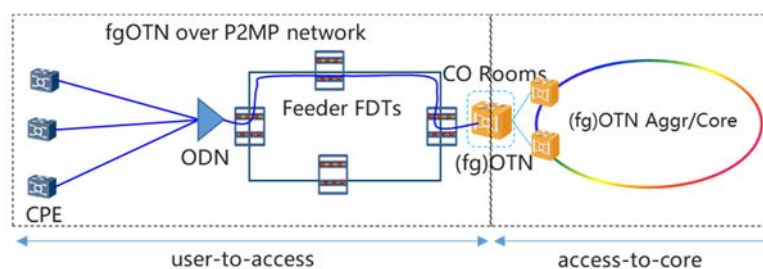 fgOTN over P2MP network
CO Rooms
Feeder FDTs
(fg)OTN Aggr/Core
ODN
(fg)OTN
CPE
user-to-access
access-to-core